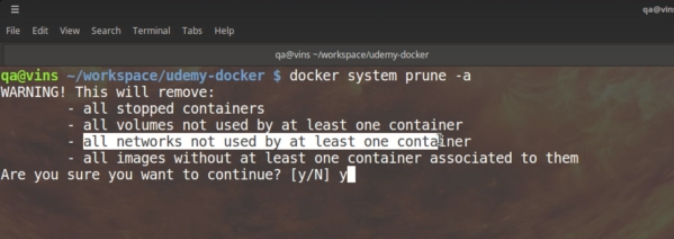 qa@vins
File Edit View Search Terminal Tabs Help
qa@vins ~/workspace/udemy-docker
qa@vins ~/workspace/udemy-docker $ docker system prune -a
WARNING! This will remove:
- all stopped containers
- all volumes not used by at least one container
- all networks not used by at least one container
- all images without at least one container associated to them
Are you sure you want to continue? [y/N] y